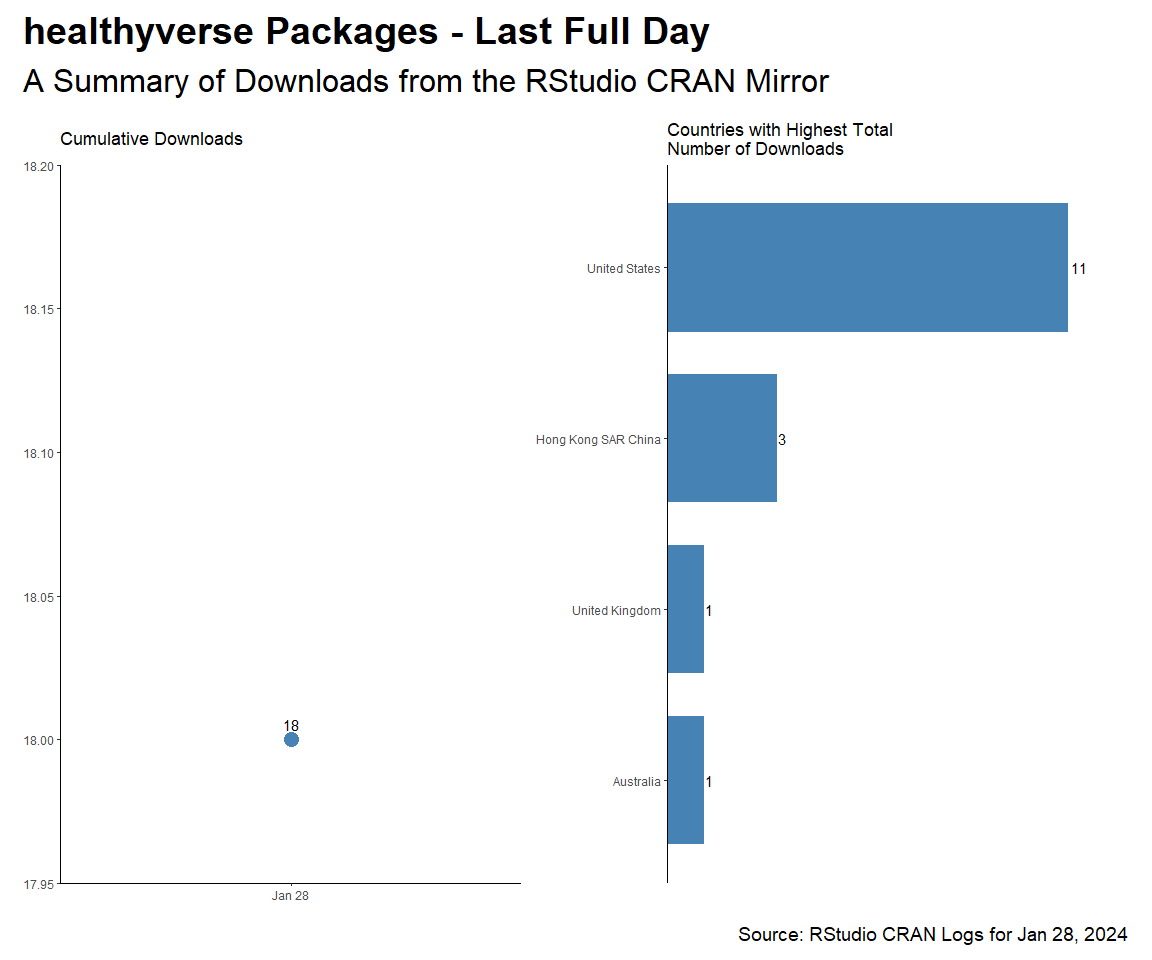 healthyverse Packages - Last Full Day
A Summary of Downloads from the RStudio CRAN Mirror
Cumulative Downloads
18.20
18.15
18.10
18.05
18.00
17.95
18
Jan 28
Countries with Highest Total
Number of Downloads
United States
11
Hong Kong SAR China
3
United Kingdom
1
Australia
1
Source: RStudio CRAN Logs for Jan 28, 2024